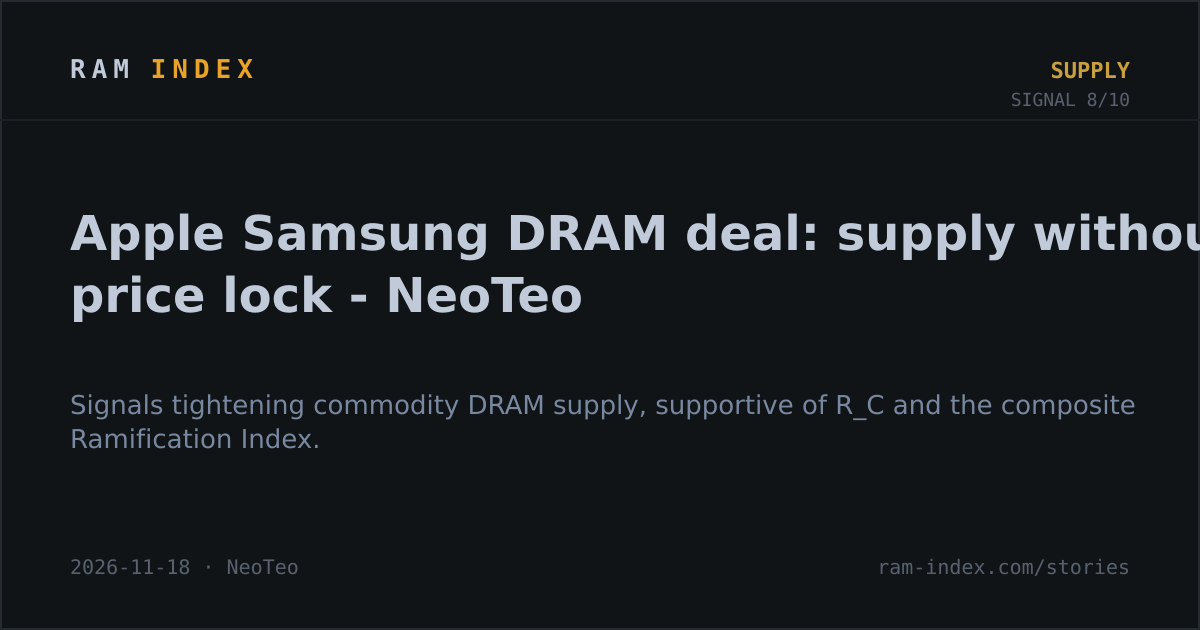 RAM INDEX
SUPPLY
SIGNAL 8/10
Apple Samsung DRAM deal: supply withou
price lock - NeoTeo
Signals tightening commodity DRAM supply, supportive of R_C and the composite
Ramification Index.
2026-11-18 · NeoTeo
ram-index.com/stories